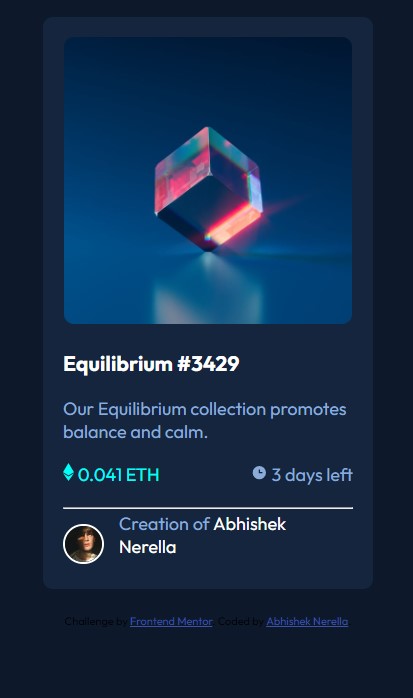 Equilibrium #3429
Our Equilibrium collection promotes
balance and calm.
0.041 ETH 3 days left
Creation of Abhishek
Nerella
Challenge by Frontend Mentor. Coded by Abhishek Nerella.